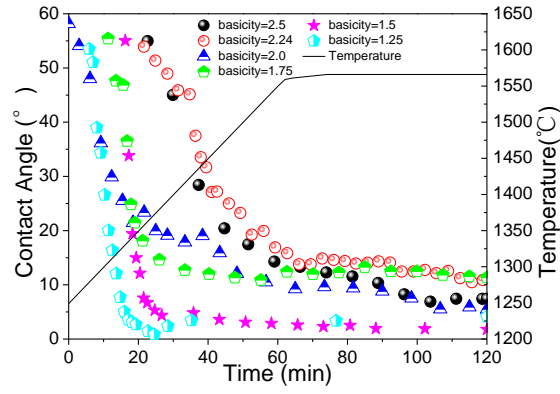 basicity=2.5
basicity=1.5
basicity=2.24
basicity=1.25
basicity=2.0
Temperature
basicity=1.75
Contact Angle (°)
60
50
40
30
20
10
0
0
20
40
60
80
100
120
Time (min)
1650
1600
1550
1500
1450
1400
1350
1300
1250
1200
Temperature(℃)